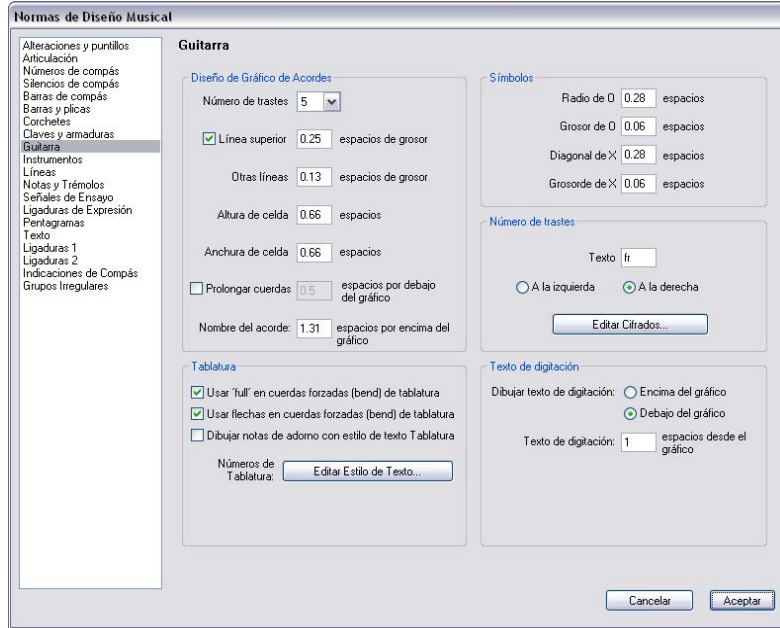 Normas de Diseño Musical
Alteraciones y puntillos
Articulación
Números de compás
Silencios de compás
Barras de compás
Barras y plicas
Corchetes
Claves y armaduras
Guitarra
Instrumentos
Líneas
Notas y Trémolos
Señales de Ensayo
Ligaduras de Expresión
Pentagramas
Texto
Ligaduras 1
Ligaduras 2
Indicaciones de Compás
Grupos Irregulares
Guitarra
Diseño de Gráfico de Acordes
Número de trastes 5
Línea superior 0.25 espacios de grosor
Otras líneas 0.13 espacios de grosor
Altura de celda 0.66 espacios
Anchura de celda 0.66 espacios
Prolongar cuerdas 0.5 espacios por debajo
del gráfico
Nombre del acorde: 1.31 espacios por encima del
gráfico
Símbolos
Radio de O 0.28 espacios
Grosor de O 0.06 espacios
Diagonal de X 0.28 espacios
Grosorde de X 0.06 espacios
Número de trastes
Texto fr
A la izquierda A la derecha
Editar Cifrados...
Tablatura
Usar 'full' en cuerdas forzadas (bend) de tablatura
Usar flechas en cuerdas forzadas (bend) de tablatura
Dibujar notas de adorno con estilo de texto Tablatura
Números de
Tablatura: Editar Estilo de Texto...
Texto de digitación
Dibujar texto de digitación: Encima del gráfico
Debajo del gráfico
Texto de digitación: 1 espacios desde el
gráfico
Cancelar Aceptar